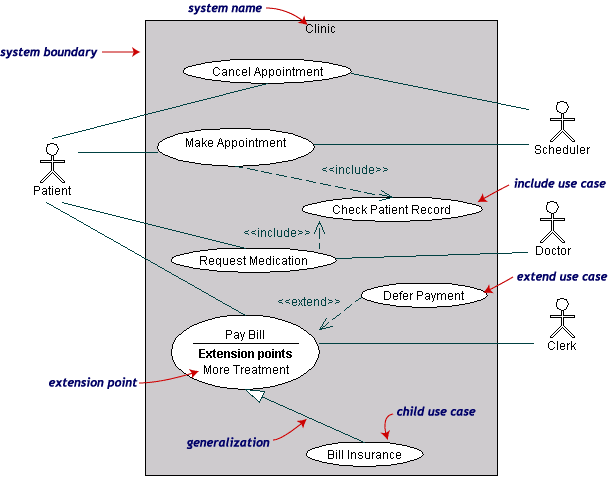 system name
Clinic
system boundary
Cancel Appointment
Make Appointment
Scheduler
<<include>>
Patient
include use case
Check Patient Record
<<include>>
Doctor
Request Medication
extend use case
<<extend>>
Defer Payment
Pay Bill
Clerk
Extension points
More Treatment
extension point
child use case
generalization
Bill Insurance